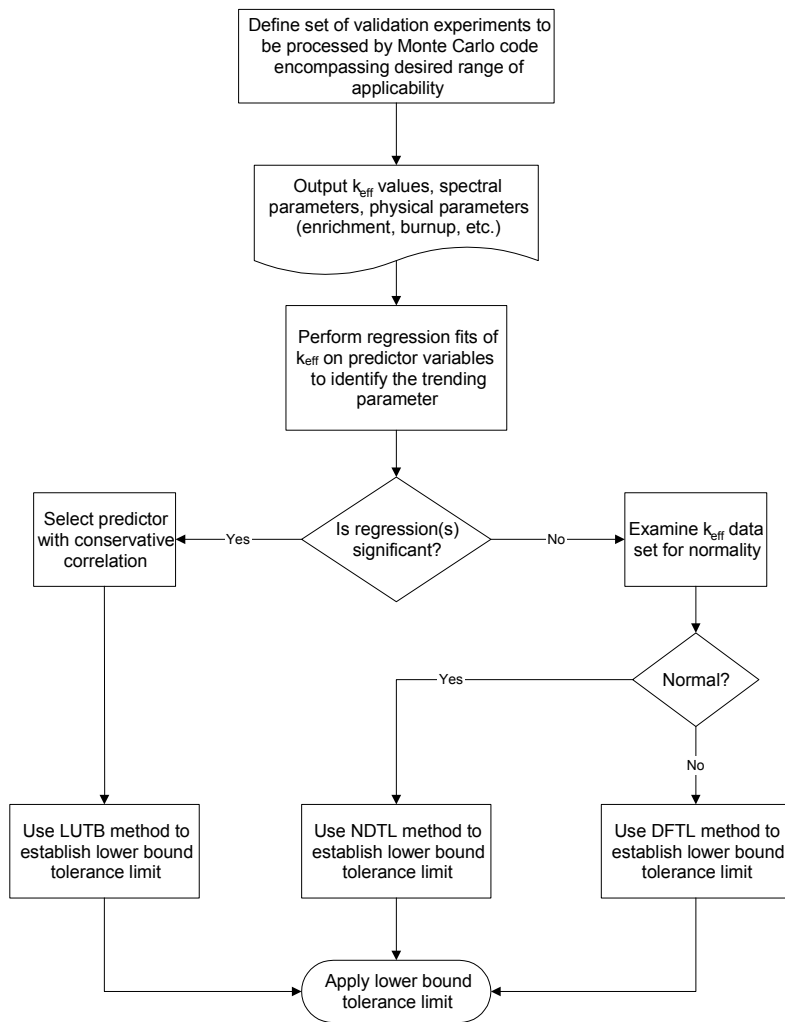 Define set of validation experiments to
be processed by Monte Carlo code
encompassing desired range of
applicability
Output keff values, spectral
parameters, physical parameters
(enrichment, burnup, etc.)
Perform regression fits of
keff on predictor variables
to identify the trending
parameter
Is regression(s)
significant?
Yes
No
Select predictor
with conservative
correlation
Examine keff data
set for normality
Normal?
Yes
No
Use LUTB method to
establish lower bound
tolerance limit
Use NDTL method to
establish lower bound
tolerance limit
Use DFTL method to
establish lower bound
tolerance limit
Apply lower bound
tolerance limit